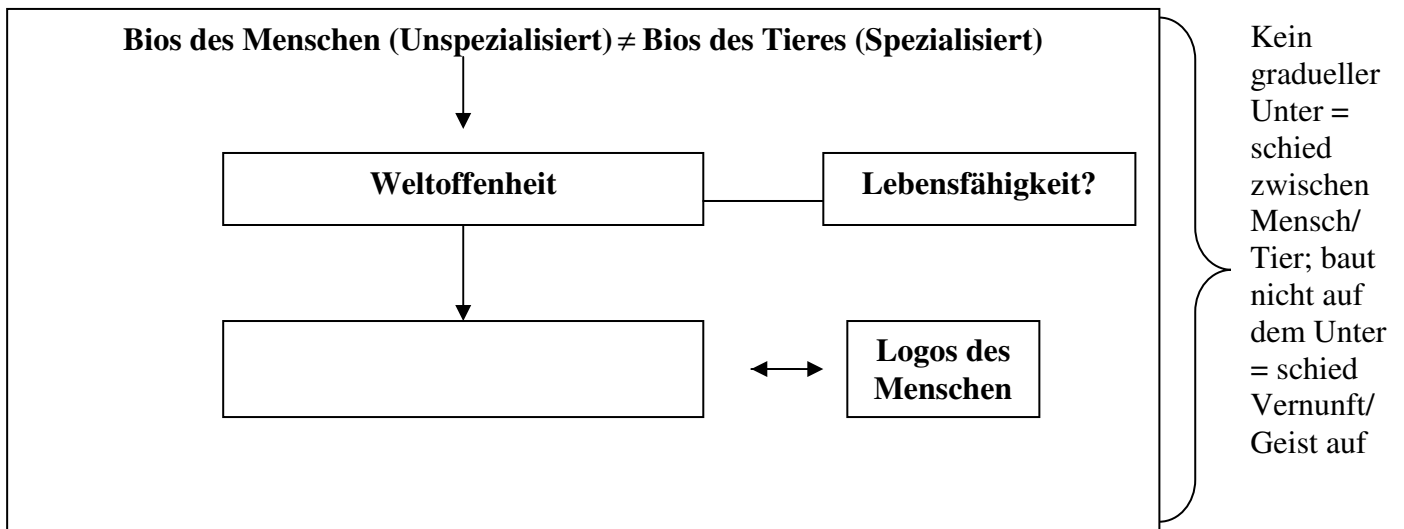 Bios des Menschen (Unspezialisiert) ≠ Bios des Tieres (Spezialisiert)
Weltoffenheit
Lebensfähigkeit?
Logos des
Menschen
Kein
gradueller
Unter =
schied
zwischen
Mensch/
Tier; baut
nicht auf
dem Unter
= schied
Vernunft/
Geist auf